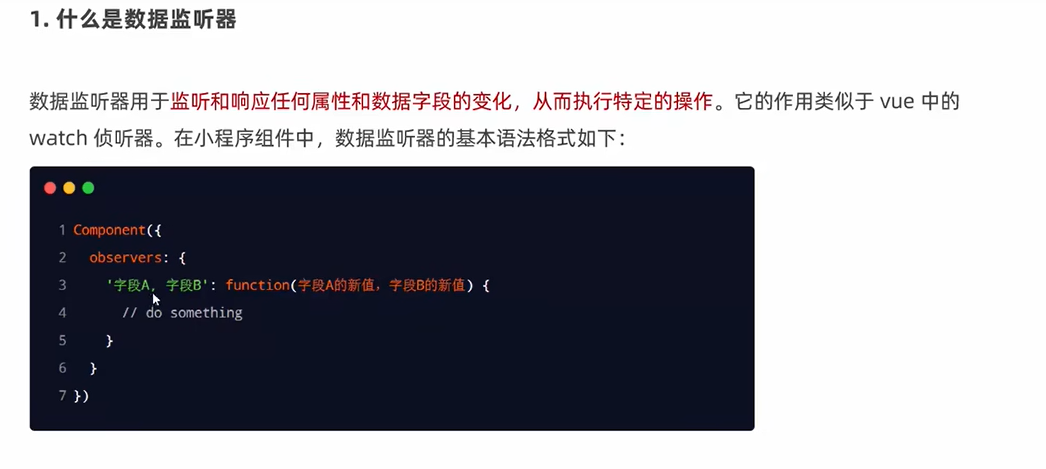 1. 什么是数据监听器
数据监听器用于监听和响应任何属性和数据字段的变化，从而执行特定的操作。它的作用类似于 vue 中的
watch 侦听器。在小程序组件中，数据监听器的基本语法格式如下：
1 Component({
2 observers: {
3 '字段A, 字段B': function(字段A的新值, 字段B的新值) {
4 // do something
5 }
6 }
7 })